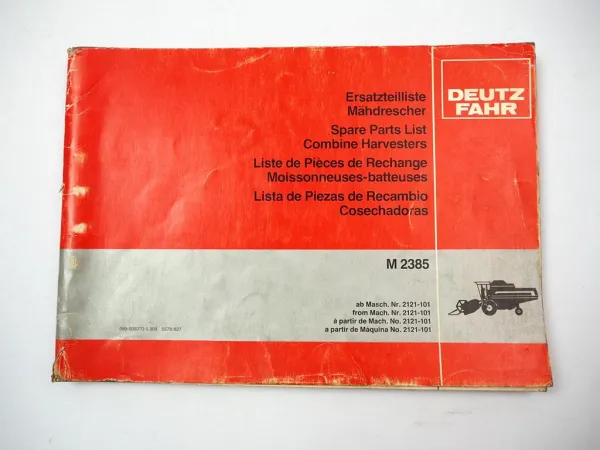 DEUTZ
FAHR
Ersatzteilliste
Mähdrescher
Spare Parts List
Combine Harvesters
Liste de Pièces de Rechange
Moissonneuses-batteuses
Lista de Piezas de Recambio
Cosechadoras
M 2385
ab Masch. Nr. 2121-101
from Mach. Nr. 2121-101
à partir de Mach. No. 2121-101
a partir de Máquina No. 2121-101